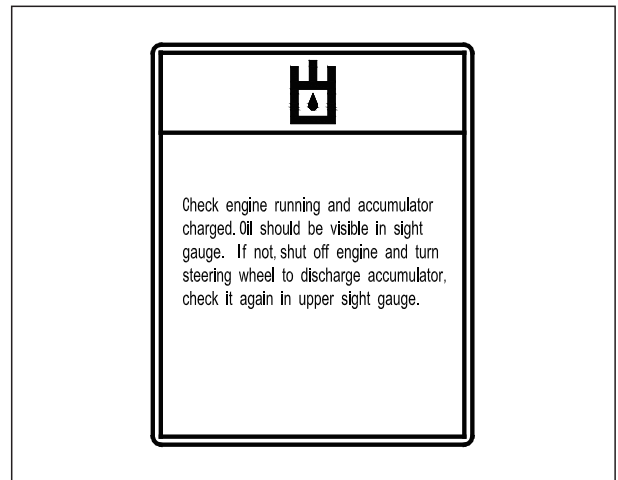 Check engine running and accumulator
charged. Oil should be visible in sight
gauge. If not, shut off engine and turn
steering wheel to discharge accumulator,
check it again in upper sight gauge.